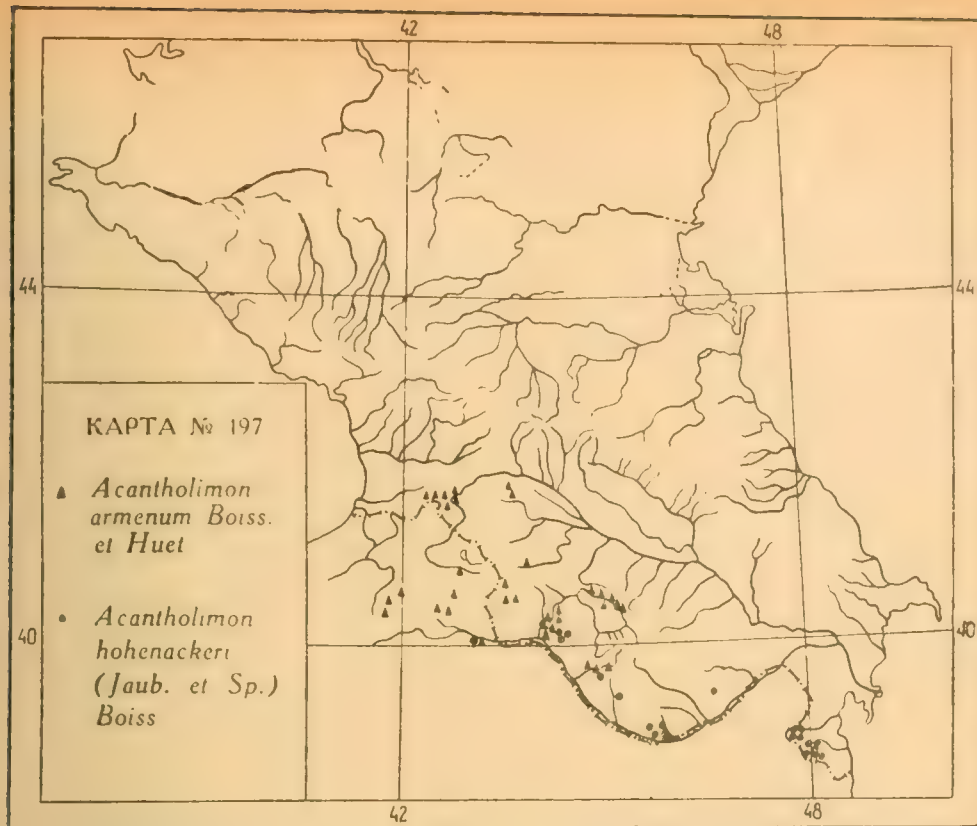 42 48
44 44
КАРТА № 197
Acantholimon
armenum Boiss.
et Huet
40 40
Acantholimon
hohenackeri
(Jaub. et Sp.)
Boiss
42 48